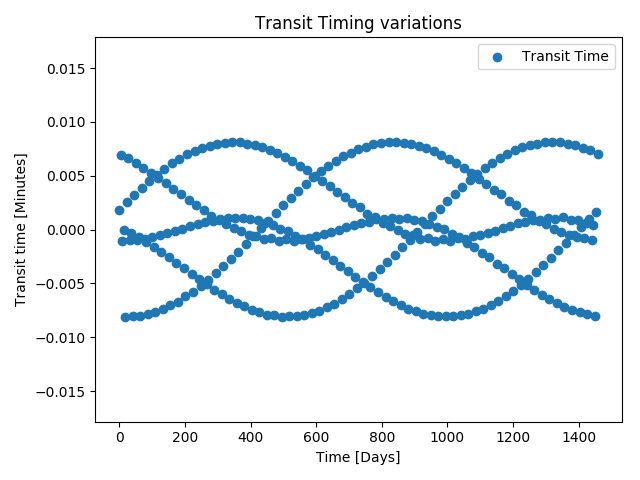 Transit Timing variations
Transit Time
Transit time [Minutes]
0.015
0.010
0.005
0.000
−0.005
−0.010
−0.015
0 200 400 600 800 1000 1200 1400
Time [Days]